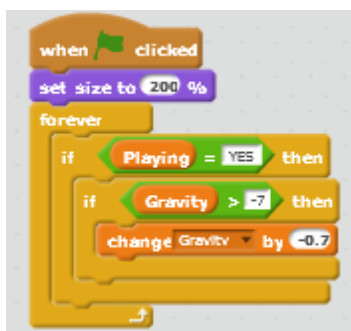 when clicked
set size to 200 %
forever
if Playing = YES then
if Gravity > -7 then
change Gravity by -0.7